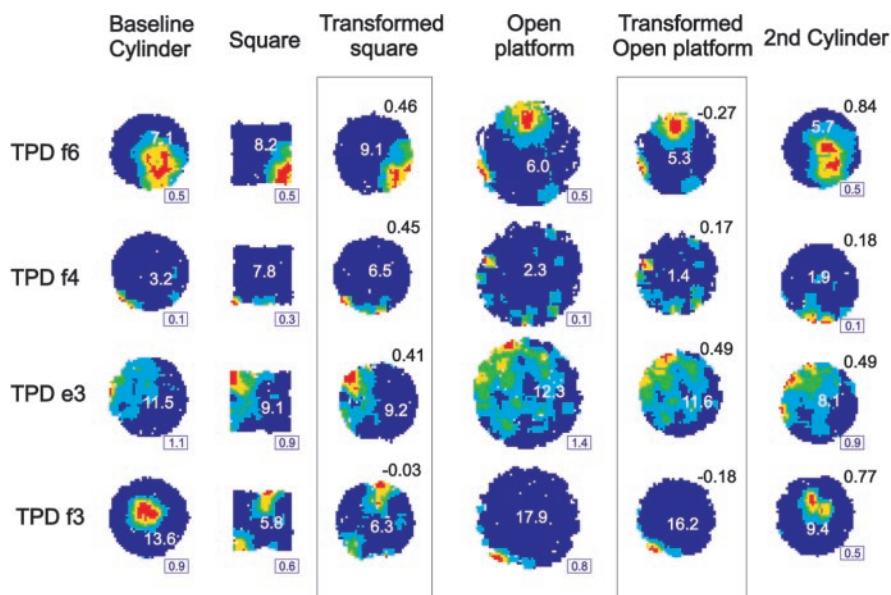 Baseline Cylinder
Square
Transformed square
Open platform
Transformed Open platform
2nd Cylinder
0.46 -0.27 0.84
TPD f6 7.1 8.2 9.1 6.0 5.3 5.7
0.5 0.5 0.5 0.5
0.45 0.17 0.18
TPD f4 3.2 7.8 6.5 2.3 1.4 1.9
0.1 0.3 0.1 0.1
0.41 0.49 0.49
TPD e3 11.5 9.1 9.2 12.3 11.6 8.1
1.1 0.9 1.4 0.9
-0.03 -0.18 0.77
TPD f3 13.6 5.8 6.3 17.9 16.2 9.4
0.9 0.6 0.8 0.5